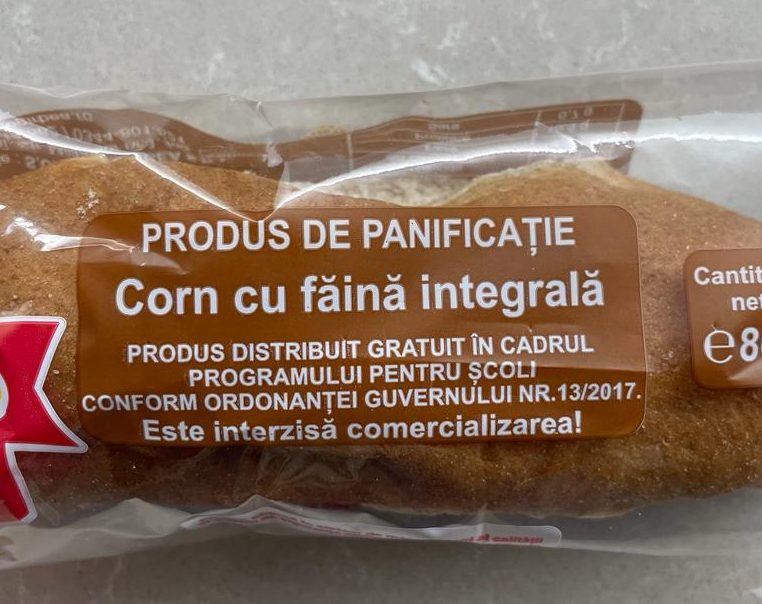 PRODUS DE PANIFICAȚIE
Corn cu făină integrală
PRODUS DISTRIBUIT GRATUIT ÎN CADRUL
PROGRAMULUI PENTRU ȘCOLI
CONFORM ORDONANȚEI GUVERNULUI NR.13/2017.
Este interzisă comercializarea!
Cantit
net
e8
calității